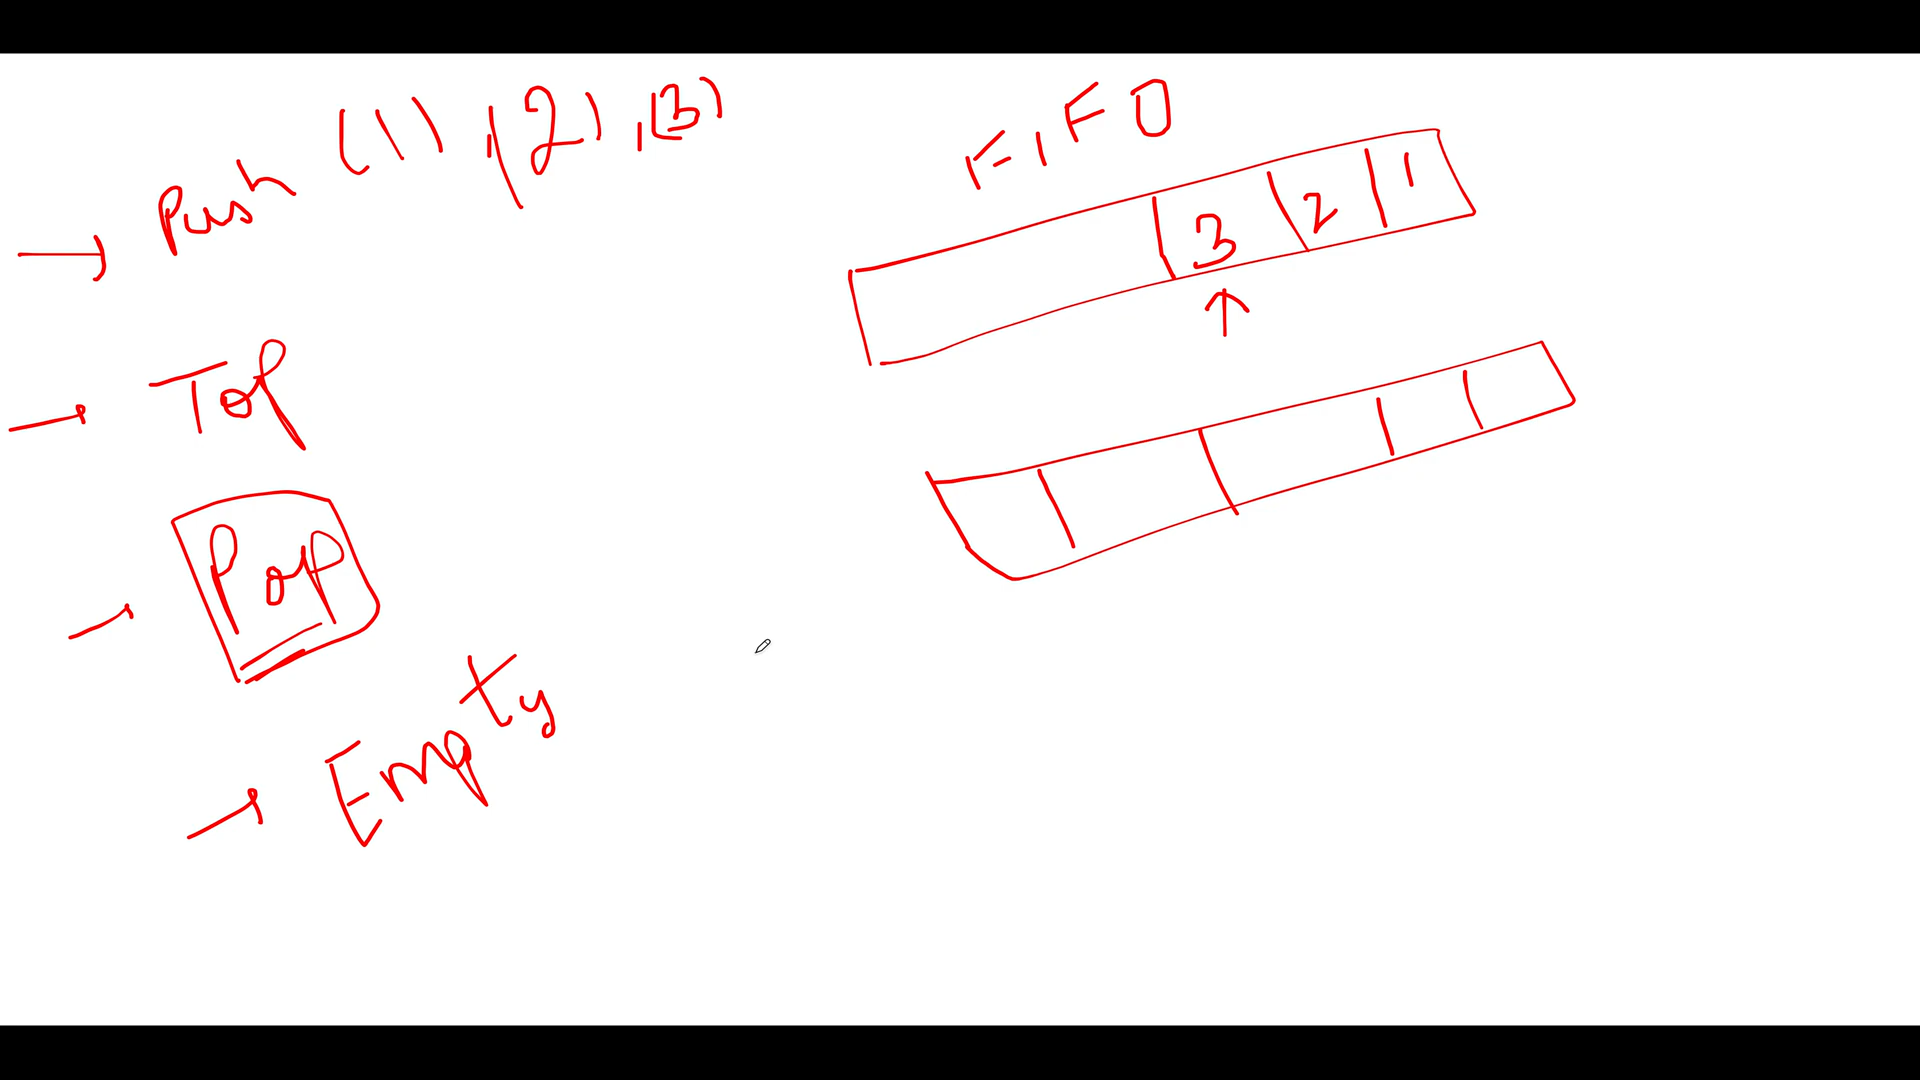 Push (1), (2), (3)
FIFO
3 2 1
Top
Pop
Empty